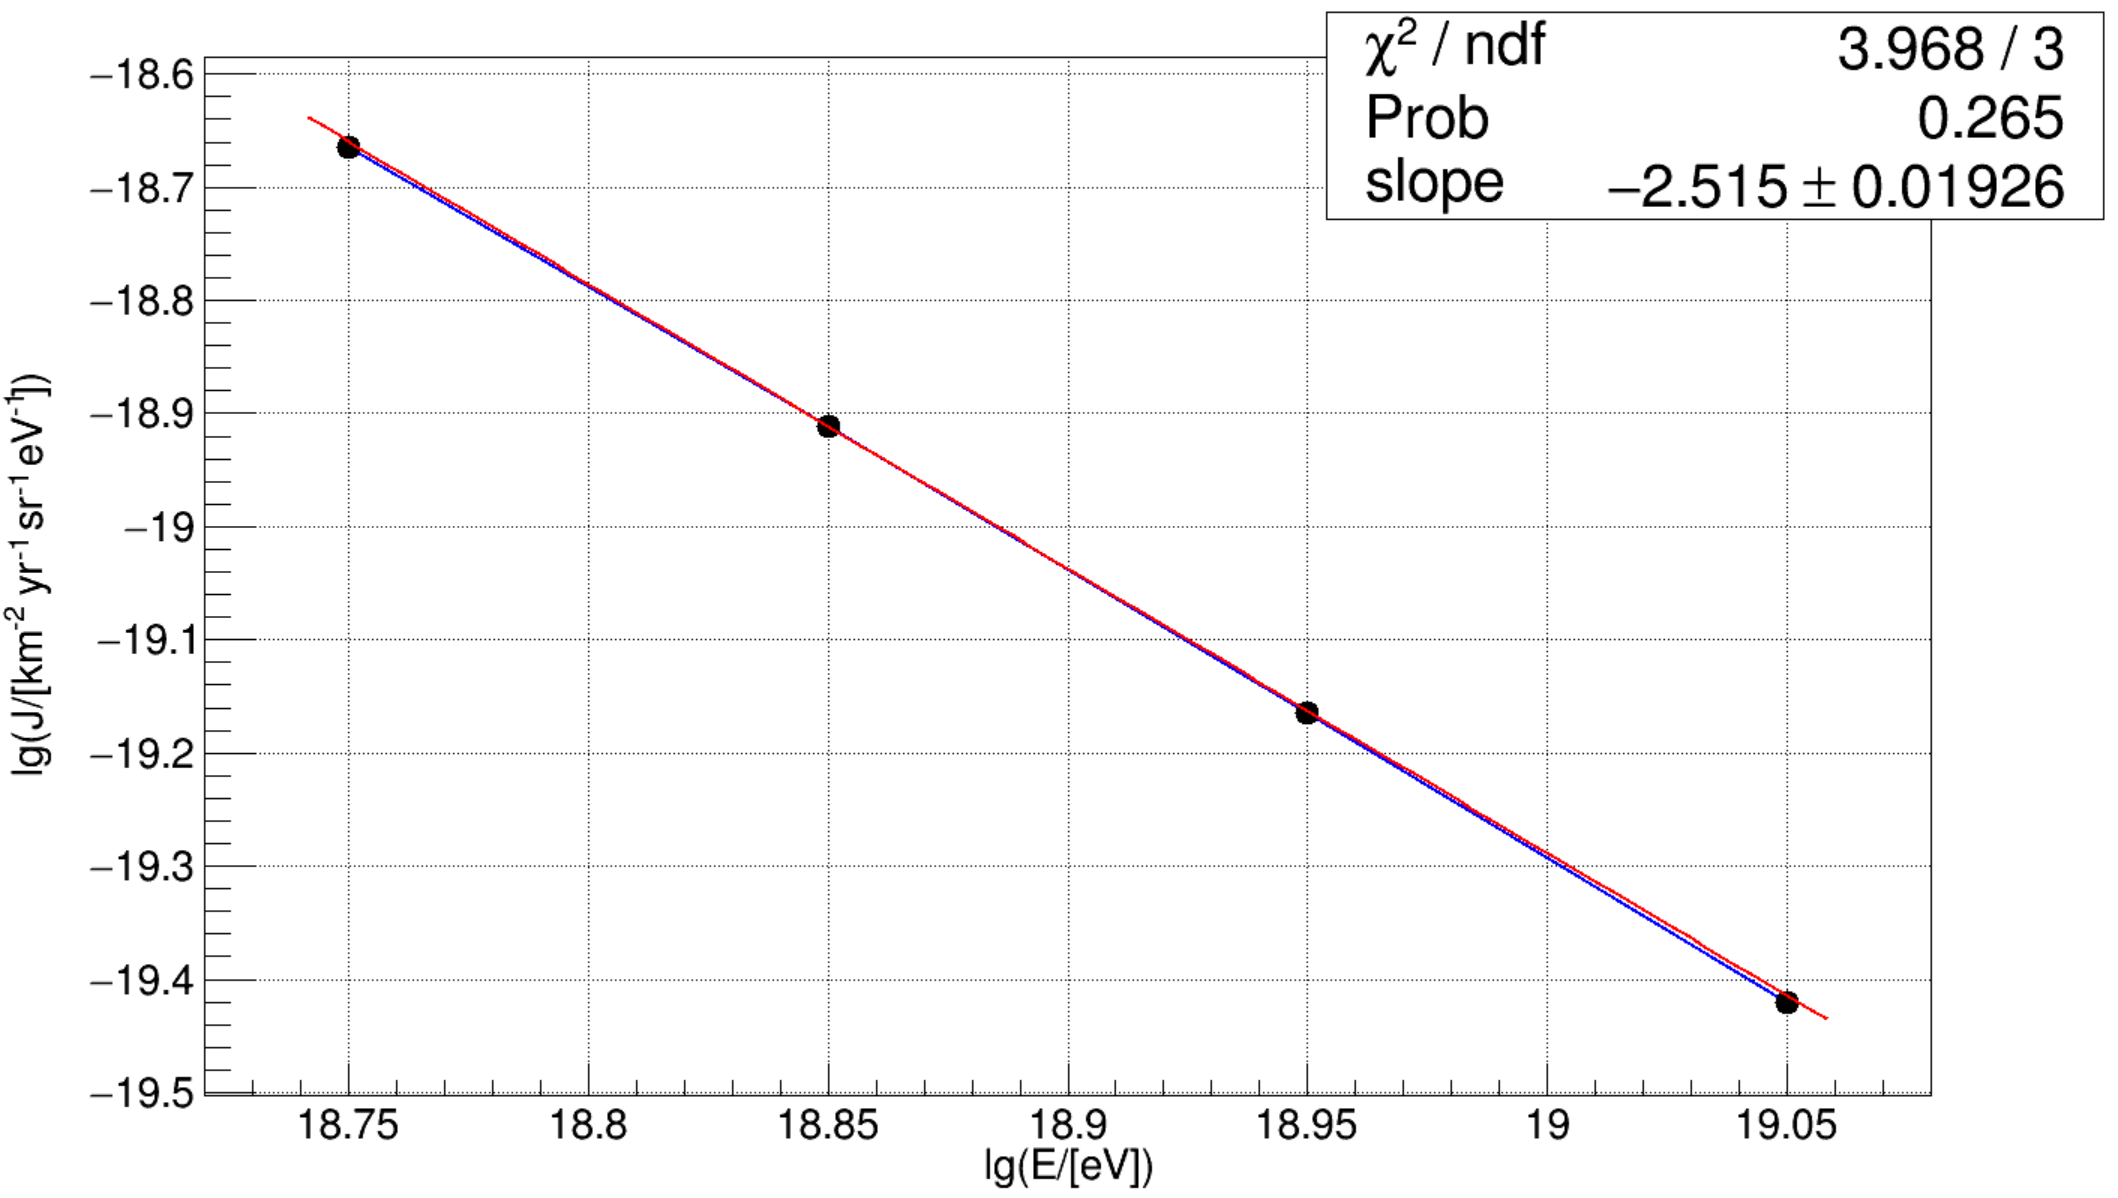 χ² / ndf 3.968 / 3
Prob 0.265
slope −2.515 ± 0.01926
−18.6
−18.7
−18.8
−18.9
−19
−19.1
−19.2
−19.3
−19.4
−19.5
lg(J/[km⁻² yr⁻¹ sr⁻¹ eV⁻¹])
18.75 18.8 18.85 18.9 18.95 19 19.05
lg(E/[eV])